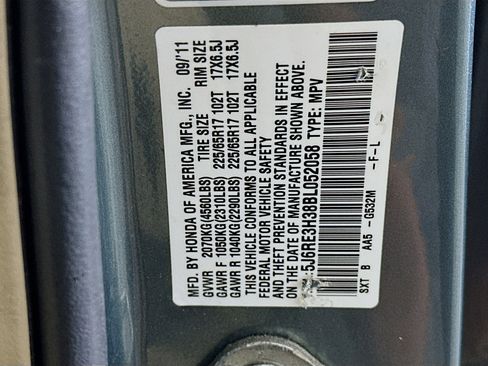 MFD. BY HONDA OF AMERICA MFG., INC. 09/'11
GVWR 2070KG(4560LBS) TIRE SIZE RIM SIZE
GAWR F 1050KG(2310LBS) 225/65R17 102T 17X6.5J
GAWR R 1040KG(2290LBS) 225/65R17 102T 17X6.5J
THIS VEHICLE CONFORMS TO ALL APPLICABLE
FEDERAL MOTOR VEHICLE SAFETY
AND THEFT PREVENTION STANDARDS IN EFFECT
ON THE DATE OF MANUFACTURE SHOWN ABOVE.
5J6RE3H38BL052058 TYPE: MPV
SXT B AA5 -G532M -F-L